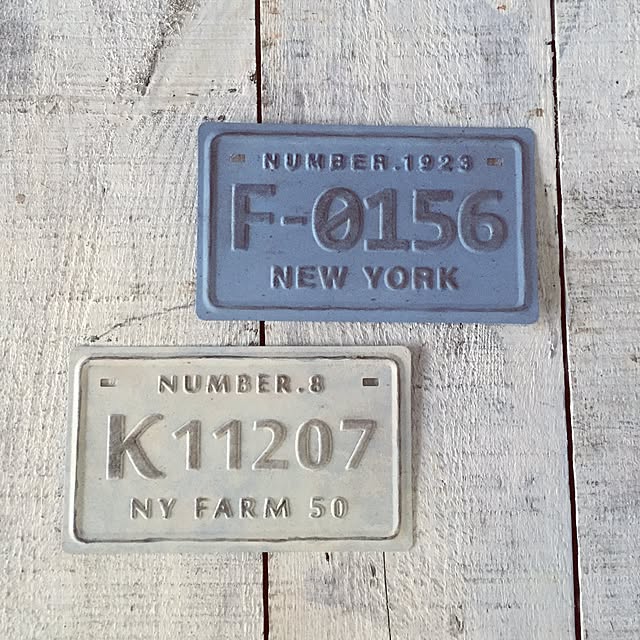 NUMBER.1923
F-0156
NEW YORK
NUMBER.8
K11207
NY FARM 50